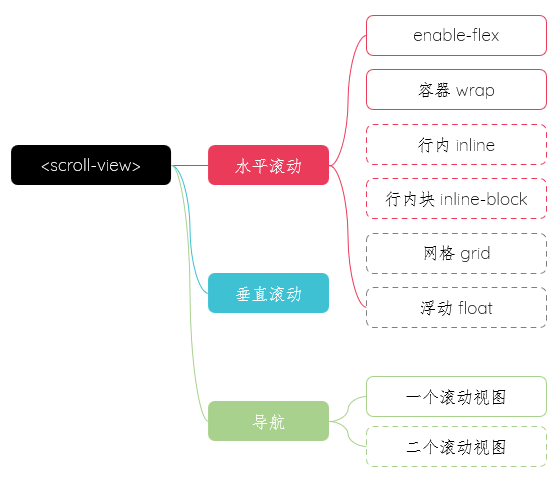 <scroll-view>
水平滚动
enable-flex
容器 wrap
行内 inline
行内块 inline-block
网格 grid
浮动 float
垂直滚动
导航
一个滚动视图
二个滚动视图